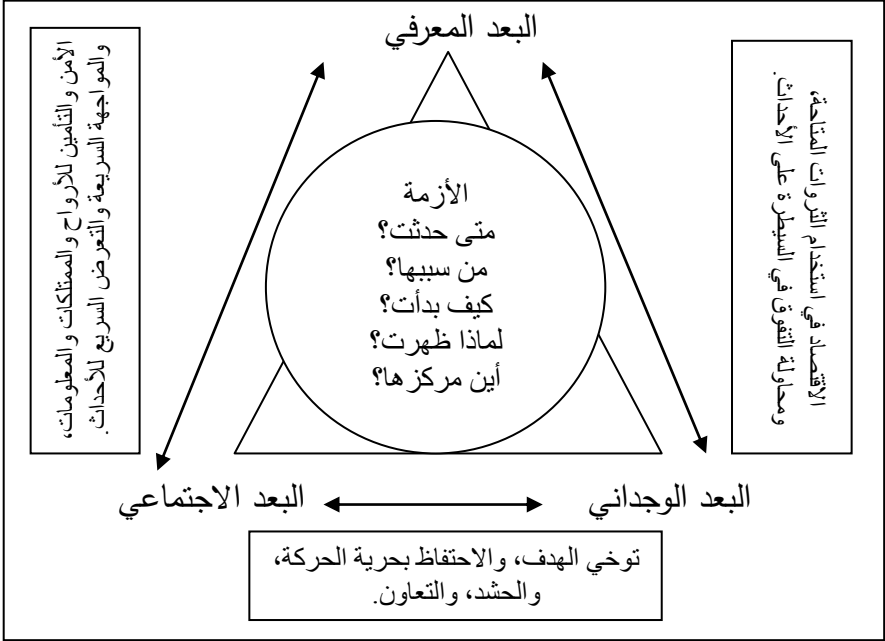 البعد المعرفي
الاقتصاد في استخدام الثروات المتاحة،
ومحاولة التفوق في السيطرة على الأحداث.
الأمن والتأمين للأرواح والممتلكات والمعلومات،
والمواجهة السريعة والتعرض السريع للأحداث.
الأزمة
متى حدثت؟
من سببها؟
كيف بدأت؟
لماذا ظهرت؟
أين مركزها؟
البعد الوجداني
البعد الاجتماعي
توخي الهدف، والاحتفاظ بحرية الحركة،
والحشد، والتعاون.